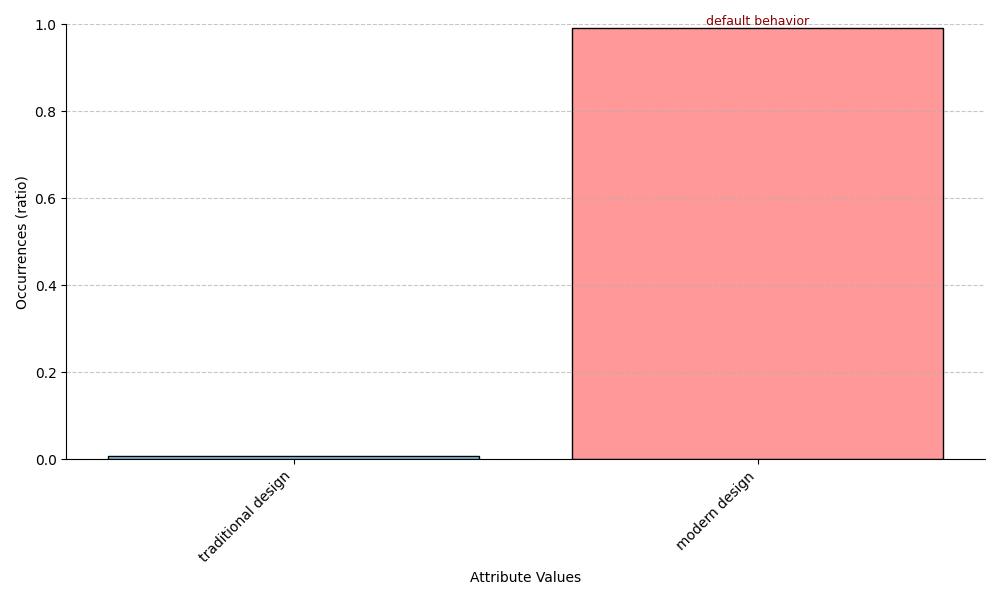 default behavior
1.0
0.8
0.6
0.4
0.2
0.0
Occurrences (ratio)
traditional design
modern design
Attribute Values